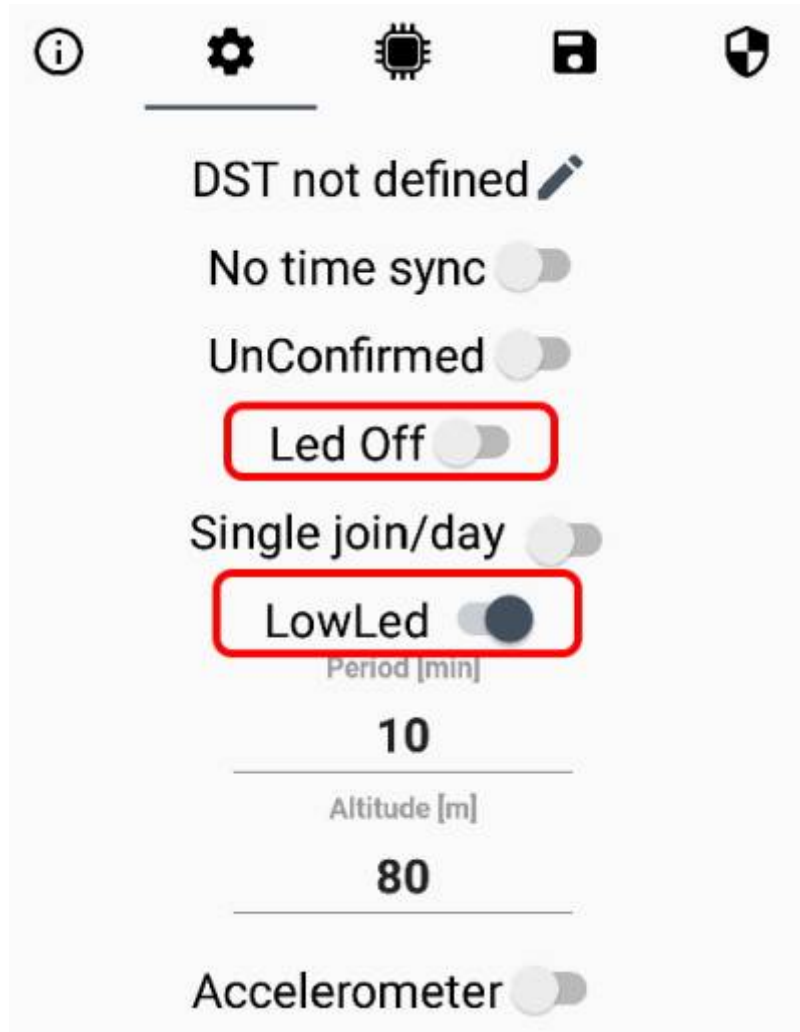 DST not defined
No time sync
UnConfirmed
Led Off
Single join/day
LowLed
Period [min]
10
Altitude [m]
80
Accelerometer